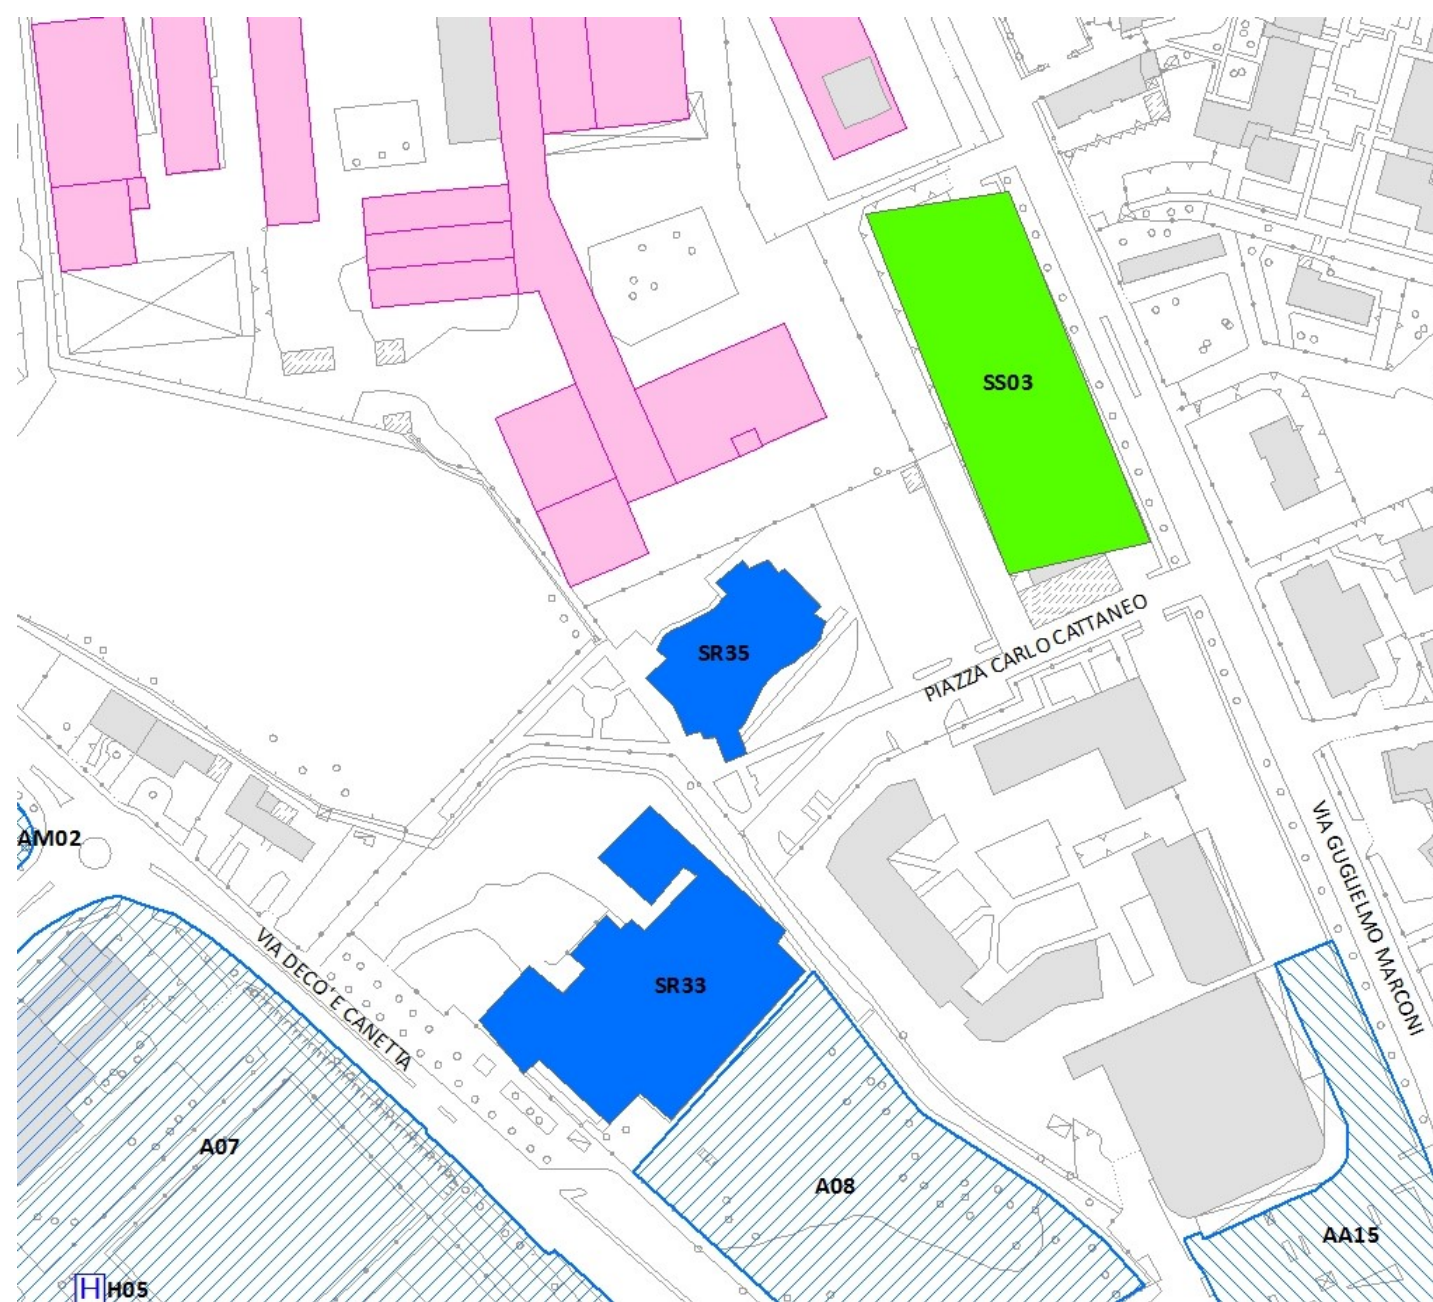 SS03
PIAZZA CARLO CATTANEO
SR35
AM02
VIA GUGLIELMO MARCONI
VIA DECO' E CANETTA
SR33
A07
A08
AA15
H H05